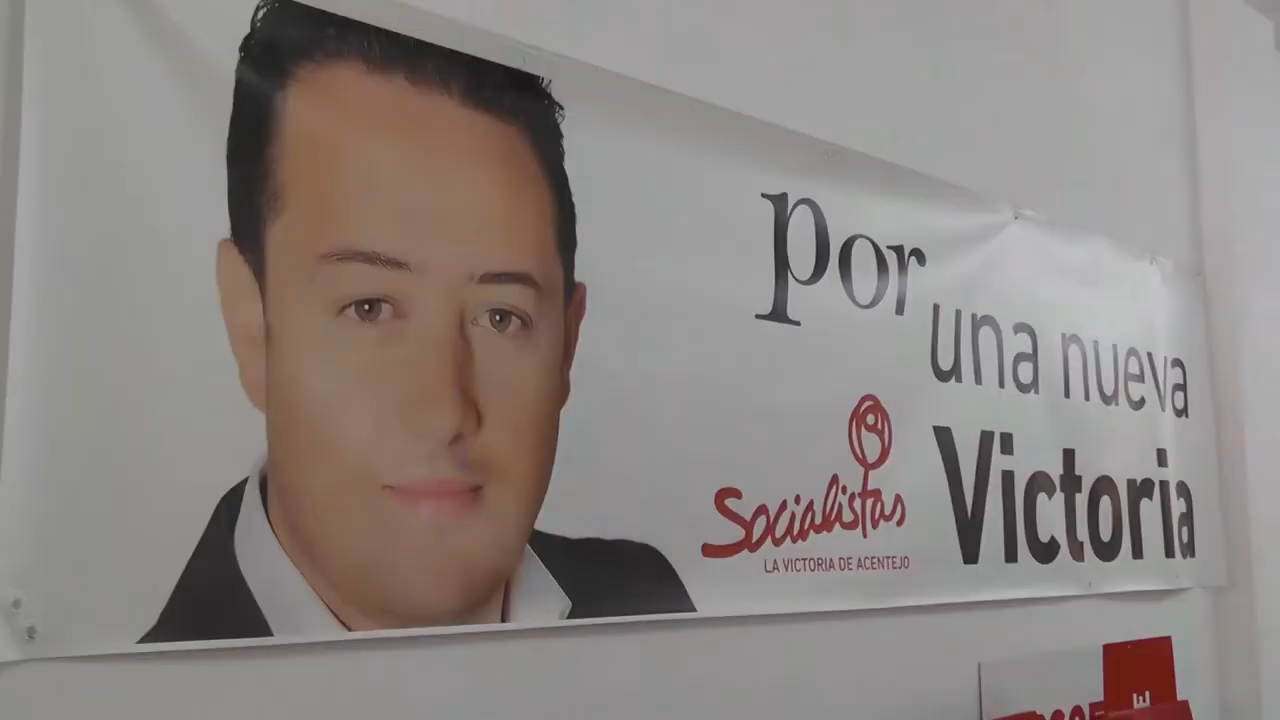 por
una nueva
Victoria
Socialistas
LA VICTORIA DE ACENTEJO